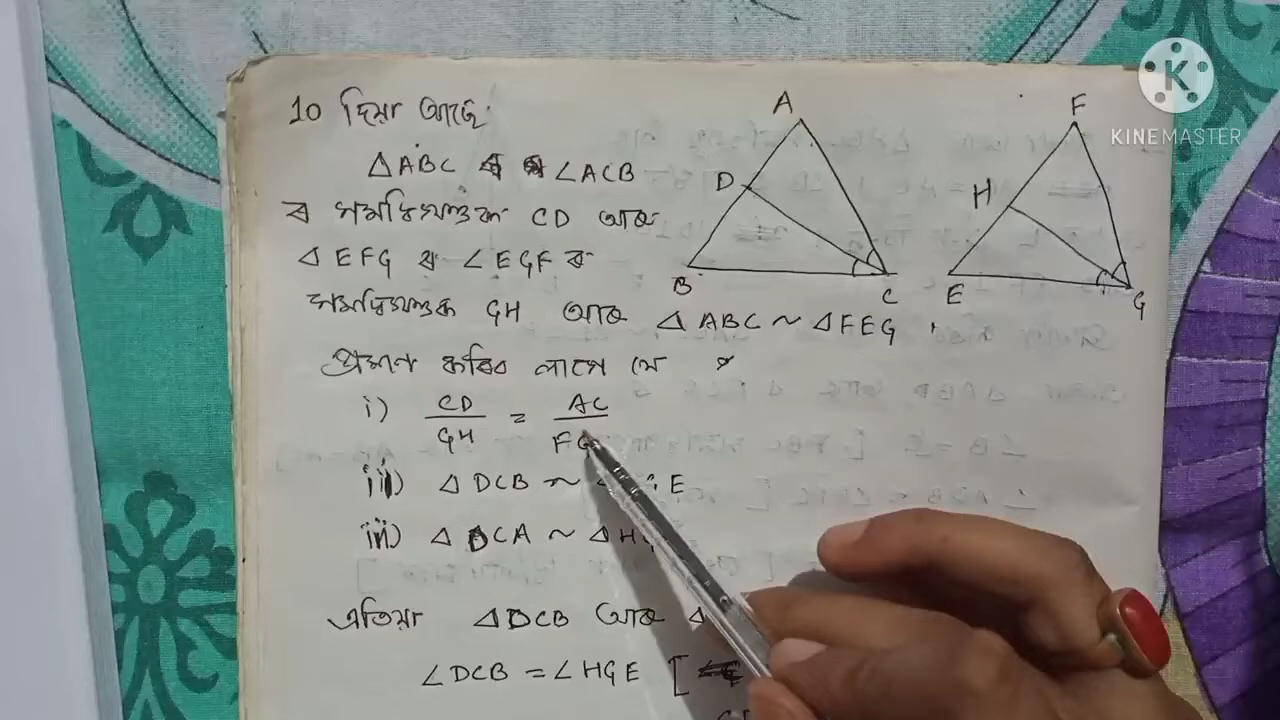 10 দিয়া আছে
△ABC ∠ACB
ৰ সমদ্বিখণ্ডক CD আৰু
△EFG ৰ ∠EGF ৰ
সমদ্বিখণ্ডক GH আৰু △ABC ~ △FEG
প্ৰমাণ কৰিব লাগে যে
i) CD/GH = AC/FG
ii) △DCB ~ E
iii) △DCA ~ △H
এতিয়া △DCB আৰু △
∠DCB = ∠HGE [
A
D
B
C
F
H
E
G
K
KINEMASTER